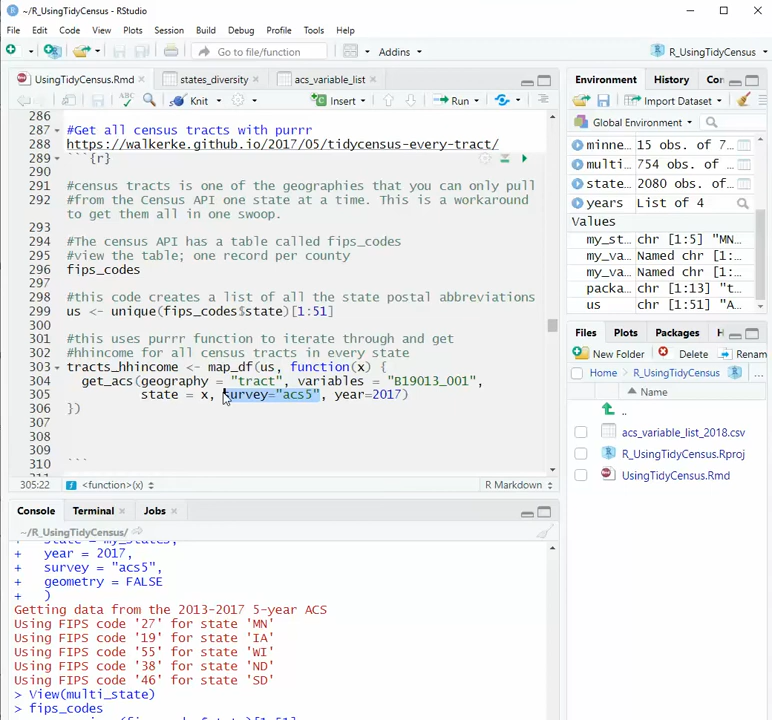 ~/R_UsingTidyCensus - RStudio
File Edit Code View Plots Session Build Debug Profile Tools Help
Go to file/function Addins R_UsingTidyCensus
UsingTidyCensus.Rmd states_diversity acs_variable_list
Knit Insert Run
286
287 #Get all census tracts with purrr
288 https://walkerke.github.io/2017/05/tidycensus-every-tract/
289 ```{r}
290
291 #census tracts is one of the geographies that you can only pull
292 #from the Census API one state at a time. This is a workaround
to get them all in one swoop.
293
294 #The census API has a table called fips_codes
295 #view the table; one record per county
296 fips_codes
297
298 #this code creates a list of all the state postal abbreviations
299 us <- unique(fips_codes$state)[1:51]
300
301 #this uses purrr function to iterate through and get
302 #hhincome for all census tracts in every state
303 tracts_hhincome <- map_df(us, function(x) {
304 get_acs(geography = "tract", variables = "B19013_001",
305 state = x, survey="acs5", year=2017)
306 })
307
308
309
310 ```
305:22 <function>(x) R Markdown
Console Terminal Jobs
~/R_UsingTidyCensus/
+ state = my_states,
+ year = 2017,
+ survey = "acs5",
+ geometry = FALSE
+ )
Getting data from the 2013-2017 5-year ACS
Using FIPS code '27' for state 'MN'
Using FIPS code '19' for state 'IA'
Using FIPS code '55' for state 'WI'
Using FIPS code '38' for state 'ND'
Using FIPS code '46' for state 'SD'
> View(multi_state)
> fips_codes
Environment History Con
Import Dataset
Global Environment
minne… 15 obs. of 7…
multi… 754 obs. of …
state… 2080 obs. of…
years List of 4
Values
my_st… chr [1:5] "MN…
my_va… Named chr [1:…
my_va… Named chr [1:…
packa… chr [1:13] "t…
us chr [1:51] "A…
Files Plots Packages H
New Folder Delete Renam
Home R_UsingTidyCensus ...
Name
..
acs_variable_list_2018.csv
R_UsingTidyCensus.Rproj
UsingTidyCensus.Rmd